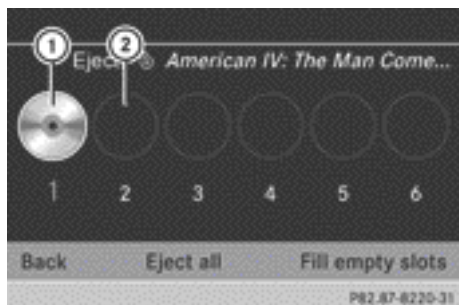 1 2
Eject American IV: The Man Come...
1 2 3 4 5 6
Back Eject all Fill empty slots
P82.87-8220-31